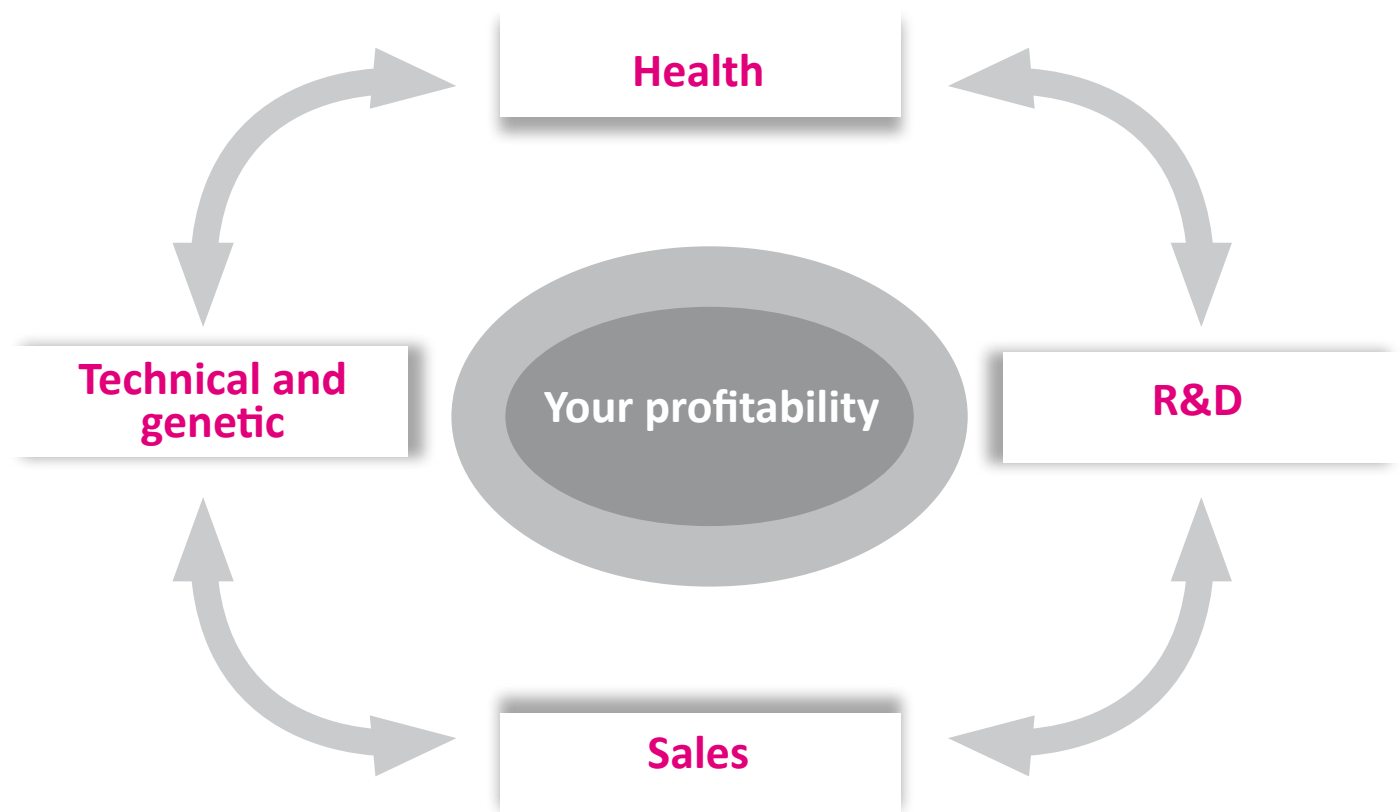 Health
Technical and
genetic
Your profitability
R&D
Sales